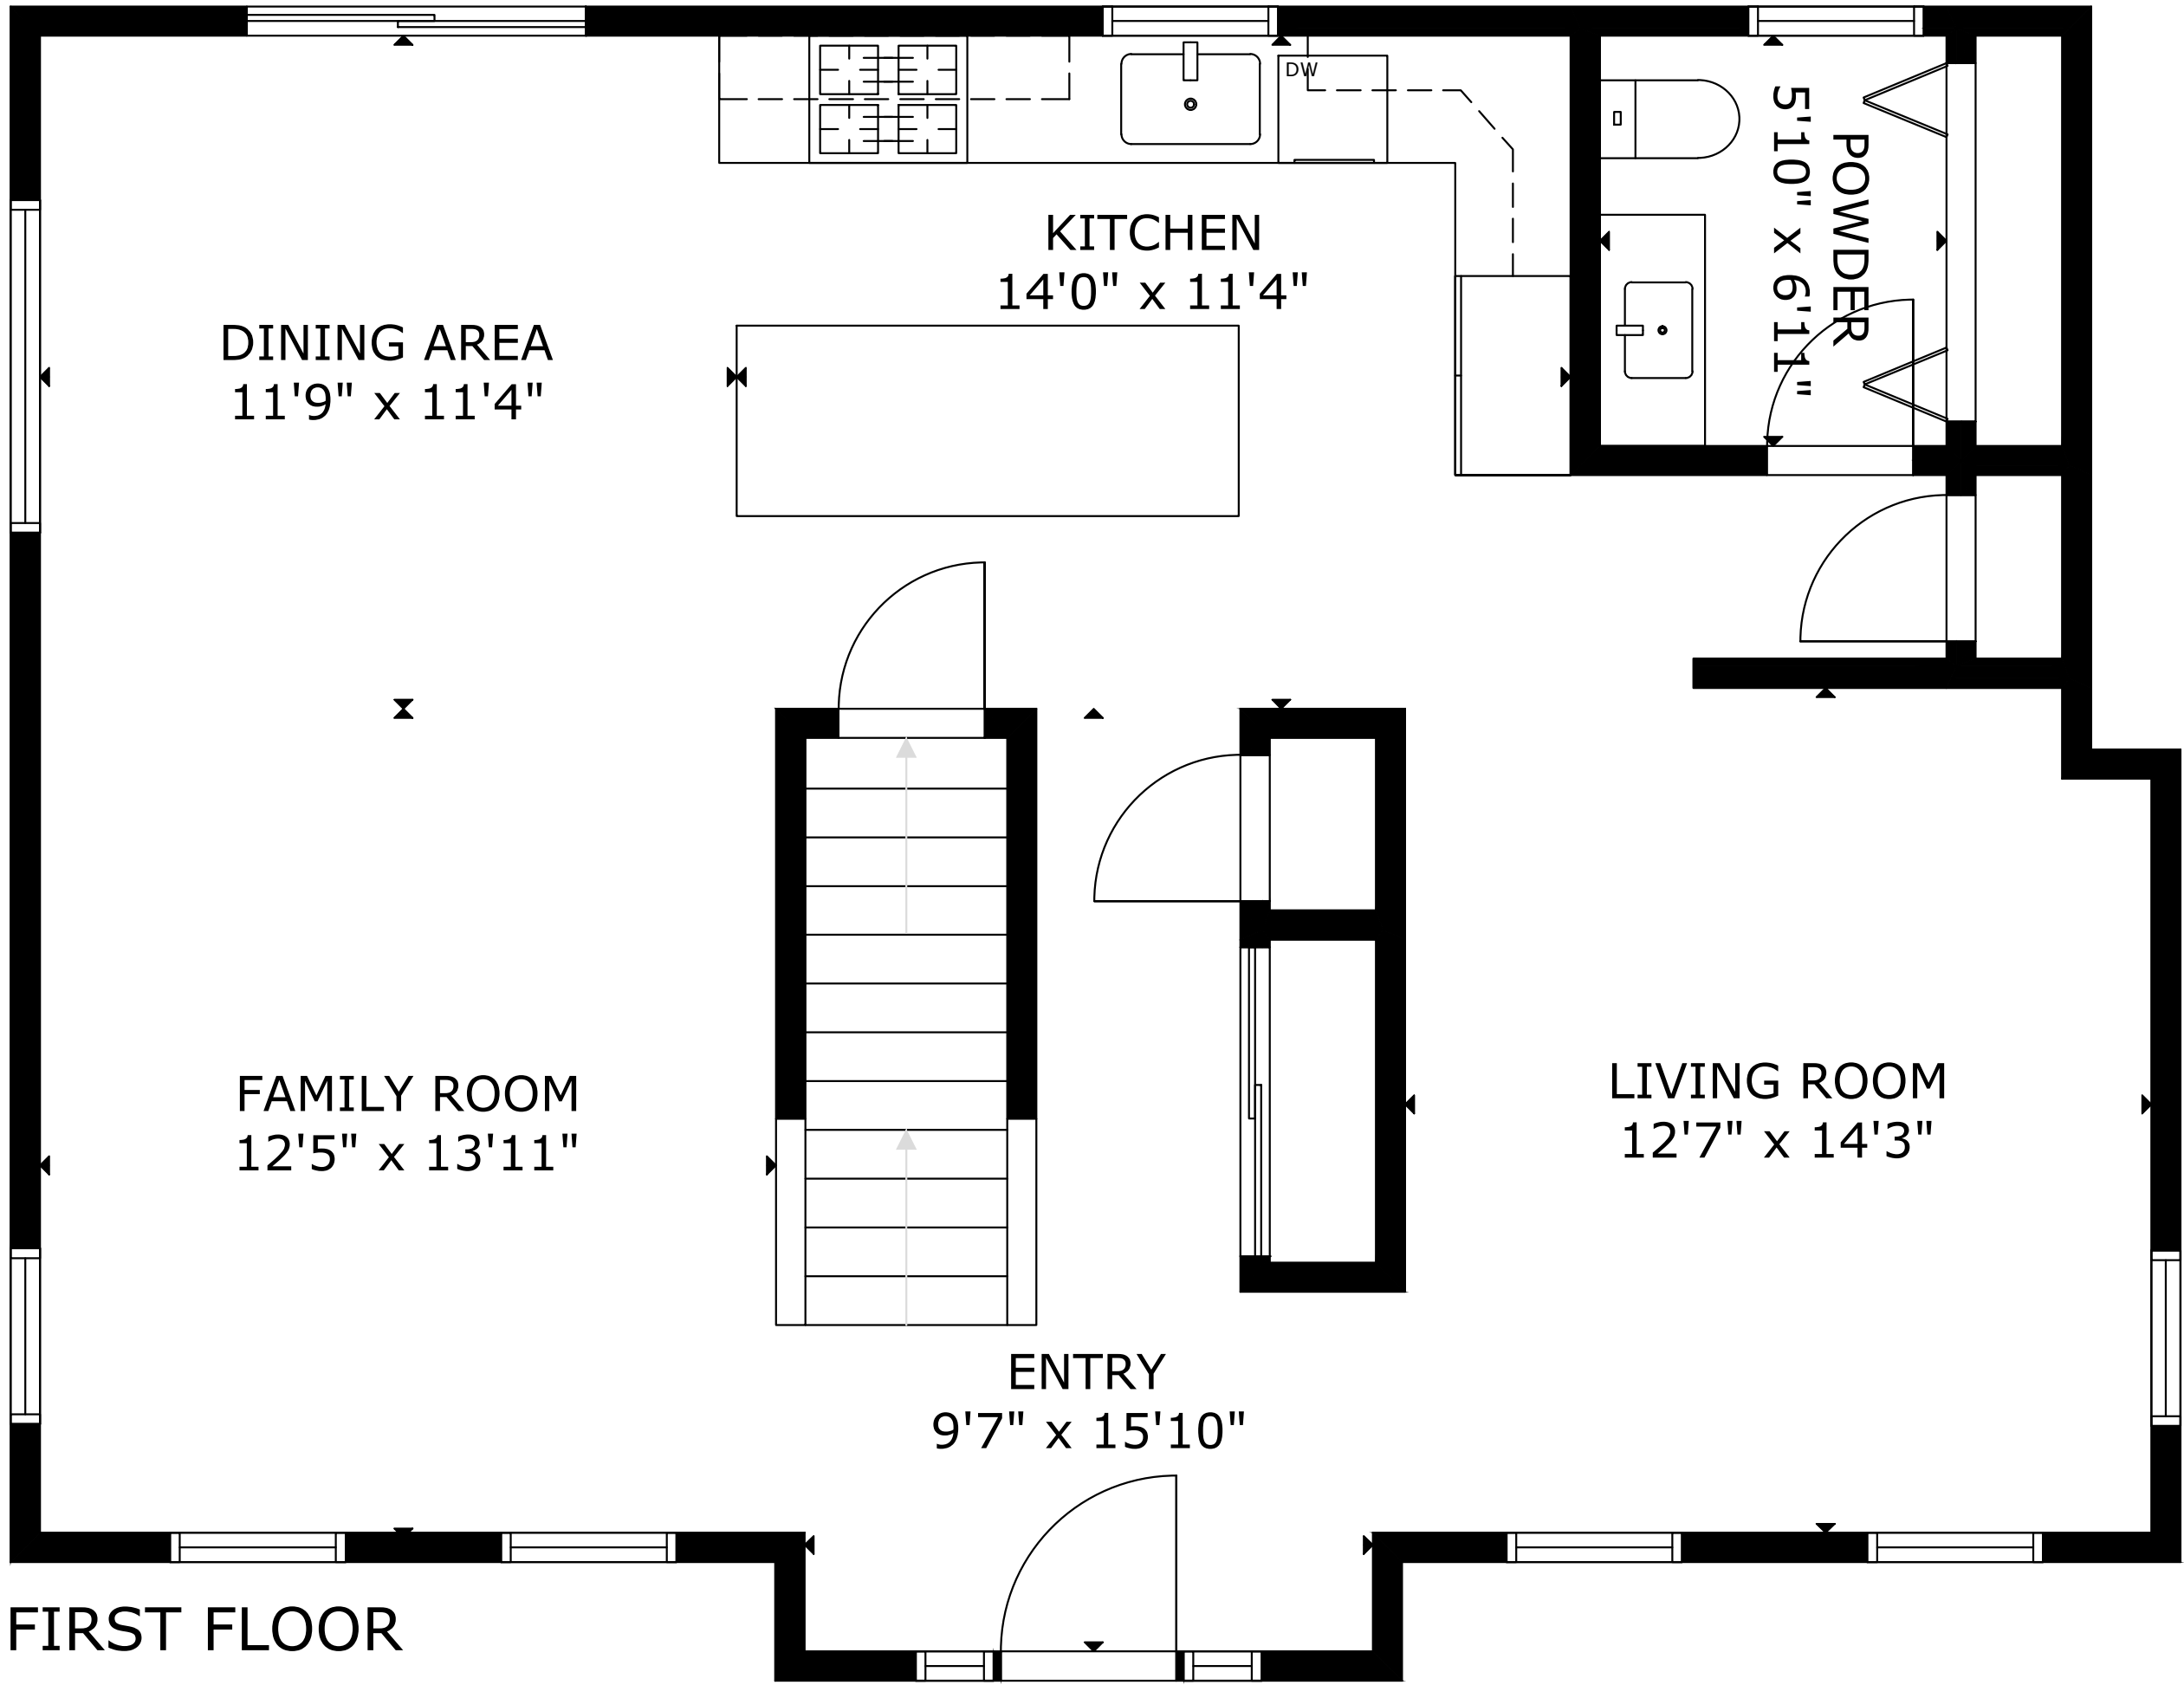 DW
KITCHEN
14'0" x 11'4"
POWDER
5'10" x 6'11"
DINING AREA
11'9" x 11'4"
FAMILY ROOM
12'5" x 13'11"
LIVING ROOM
12'7" x 14'3"
ENTRY
9'7" x 15'10"
FIRST FLOOR